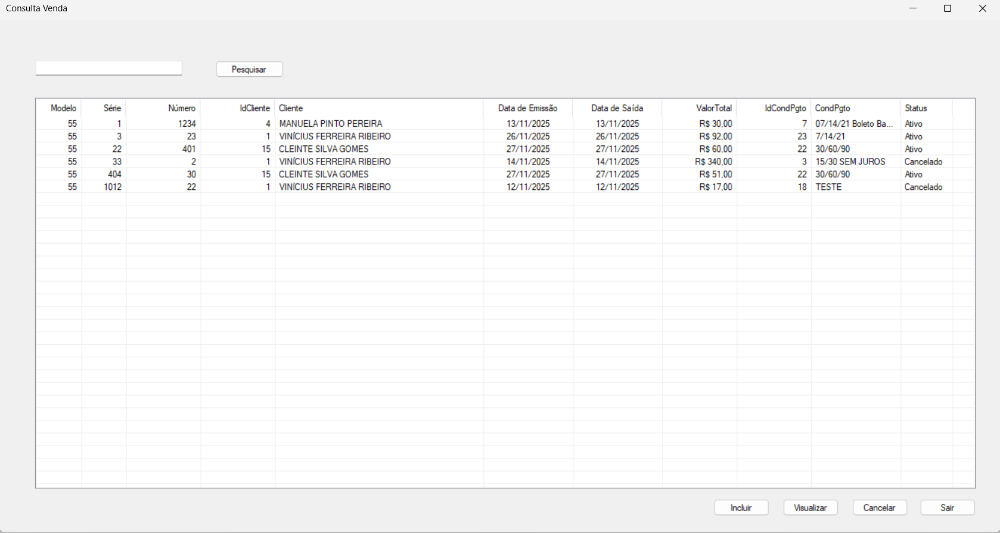 Consulta Venda
Pesquisar
Modelo Série Número IdCliente Cliente Data de Emissão Data de Saída ValorTotal IdCondPgto CondPgto Status
55 1 1234 4 MANUELA PINTO PEREIRA 13/11/2025 13/11/2025 R$ 30,00 7 07/14/21 Boleto Ba... Ativo
55 3 23 1 VINÍCIUS FERREIRA RIBEIRO 26/11/2025 26/11/2025 R$ 92,00 23 7/14/21 Ativo
55 22 401 15 CLEINTE SILVA GOMES 27/11/2025 27/11/2025 R$ 60,00 22 30/60/90 Ativo
55 33 2 1 VINÍCIUS FERREIRA RIBEIRO 14/11/2025 14/11/2025 R$ 340,00 3 15/30 SEM JUROS Cancelado
55 404 30 15 CLEINTE SILVA GOMES 27/11/2025 27/11/2025 R$ 51,00 22 30/60/90 Ativo
55 1012 22 1 VINÍCIUS FERREIRA RIBEIRO 12/11/2025 12/11/2025 R$ 17,00 18 TESTE Cancelado
Incluir Visualizar Cancelar Sair